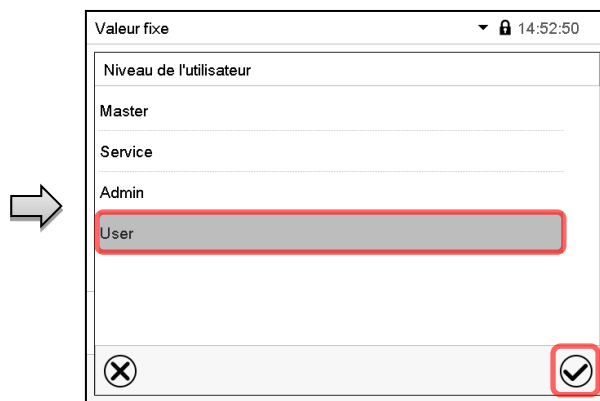 Valeur fixe 14:52:50
Niveau de l'utilisateur
Master
Service
Admin
User